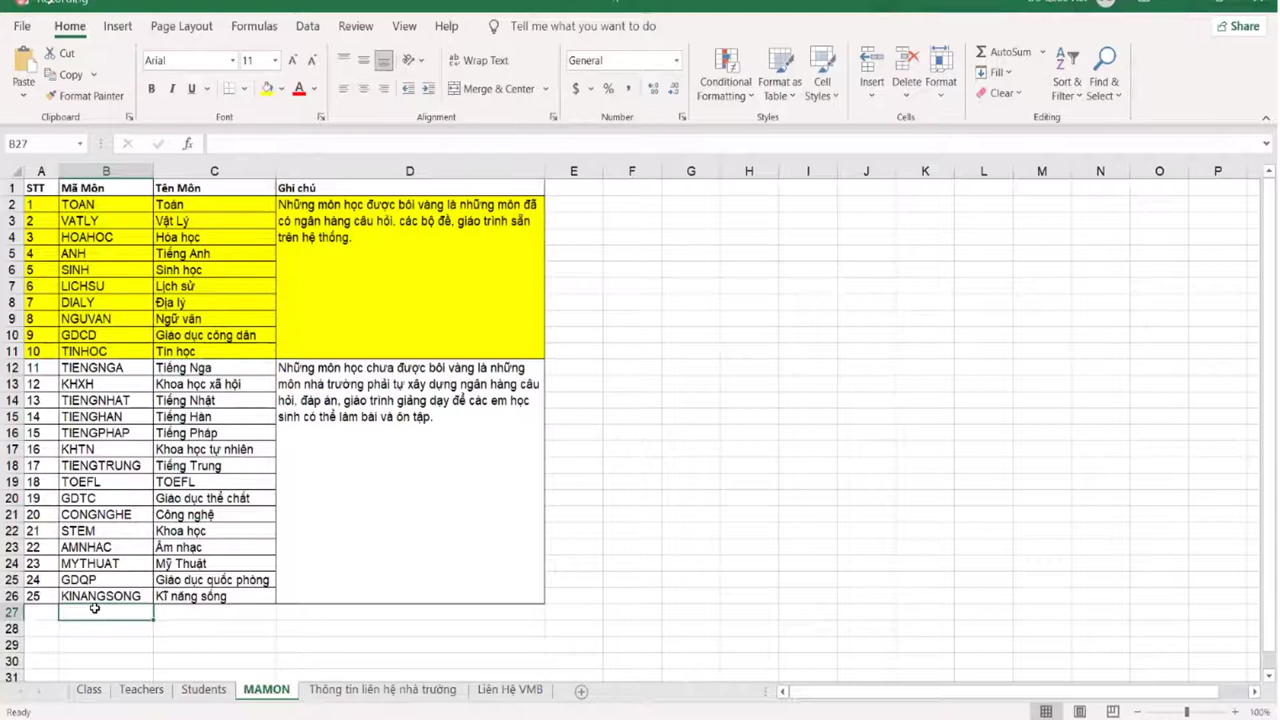 File Home Insert Page Layout Formulas Data Review View Help Tell me what you want to do Share
Paste
Cut
Copy
Format Painter
Clipboard
Arial 11
B I U
Font
Wrap Text
Merge & Center
Alignment
General
$ % ,
Number
Conditional Formatting
Format as Table
Cell Styles
Styles
Insert Delete Format
Cells
AutoSum
Fill
Clear
Sort & Filter
Find & Select
Editing
B27 fx
A B C D E F G H I J K L M N O P
1 STT Mã Môn Tên Môn Ghi chú
2 1 TOAN Toán Những môn học được bôi vàng là những môn đã
3 2 VATLY Vật Lý có ngân hàng câu hỏi, các bộ đề, giáo trình sẵn
4 3 HOAHOC Hóa học trên hệ thống.
5 4 ANH Tiếng Anh
6 5 SINH Sinh học
7 6 LICHSU Lịch sử
8 7 DIALY Địa lý
9 8 NGUVAN Ngữ văn
10 9 GDCD Giáo dục công dân
11 10 TINHOC Tin học
12 11 TIENGNGA Tiếng Nga Những môn học chưa được bôi vàng là những
13 12 KHXH Khoa học xã hội môn nhà trường phải tự xây dựng ngân hàng câu
14 13 TIENGNHAT Tiếng Nhật hỏi, đáp án, giáo trình giảng dạy để các em học
15 14 TIENGHAN Tiếng Hàn sinh có thể làm bài và ôn tập.
16 15 TIENGPHAP Tiếng Pháp
17 16 KHTN Khoa học tự nhiên
18 17 TIENGTRUNG Tiếng Trung
19 18 TOEFL TOEFL
20 19 GDTC Giáo dục thể chất
21 20 CONGNGHE Công nghệ
22 21 STEM Khoa học
23 22 AMNHAC Âm nhạc
24 23 MYTHUAT Mỹ Thuật
25 24 GDQP Giáo dục quốc phòng
26 25 KINANGSONG Kĩ năng sống
27
28
29
30
31
Class Teachers Students MAMON Thông tin liên hệ nhà trường Liên Hệ VMB
Ready 100%